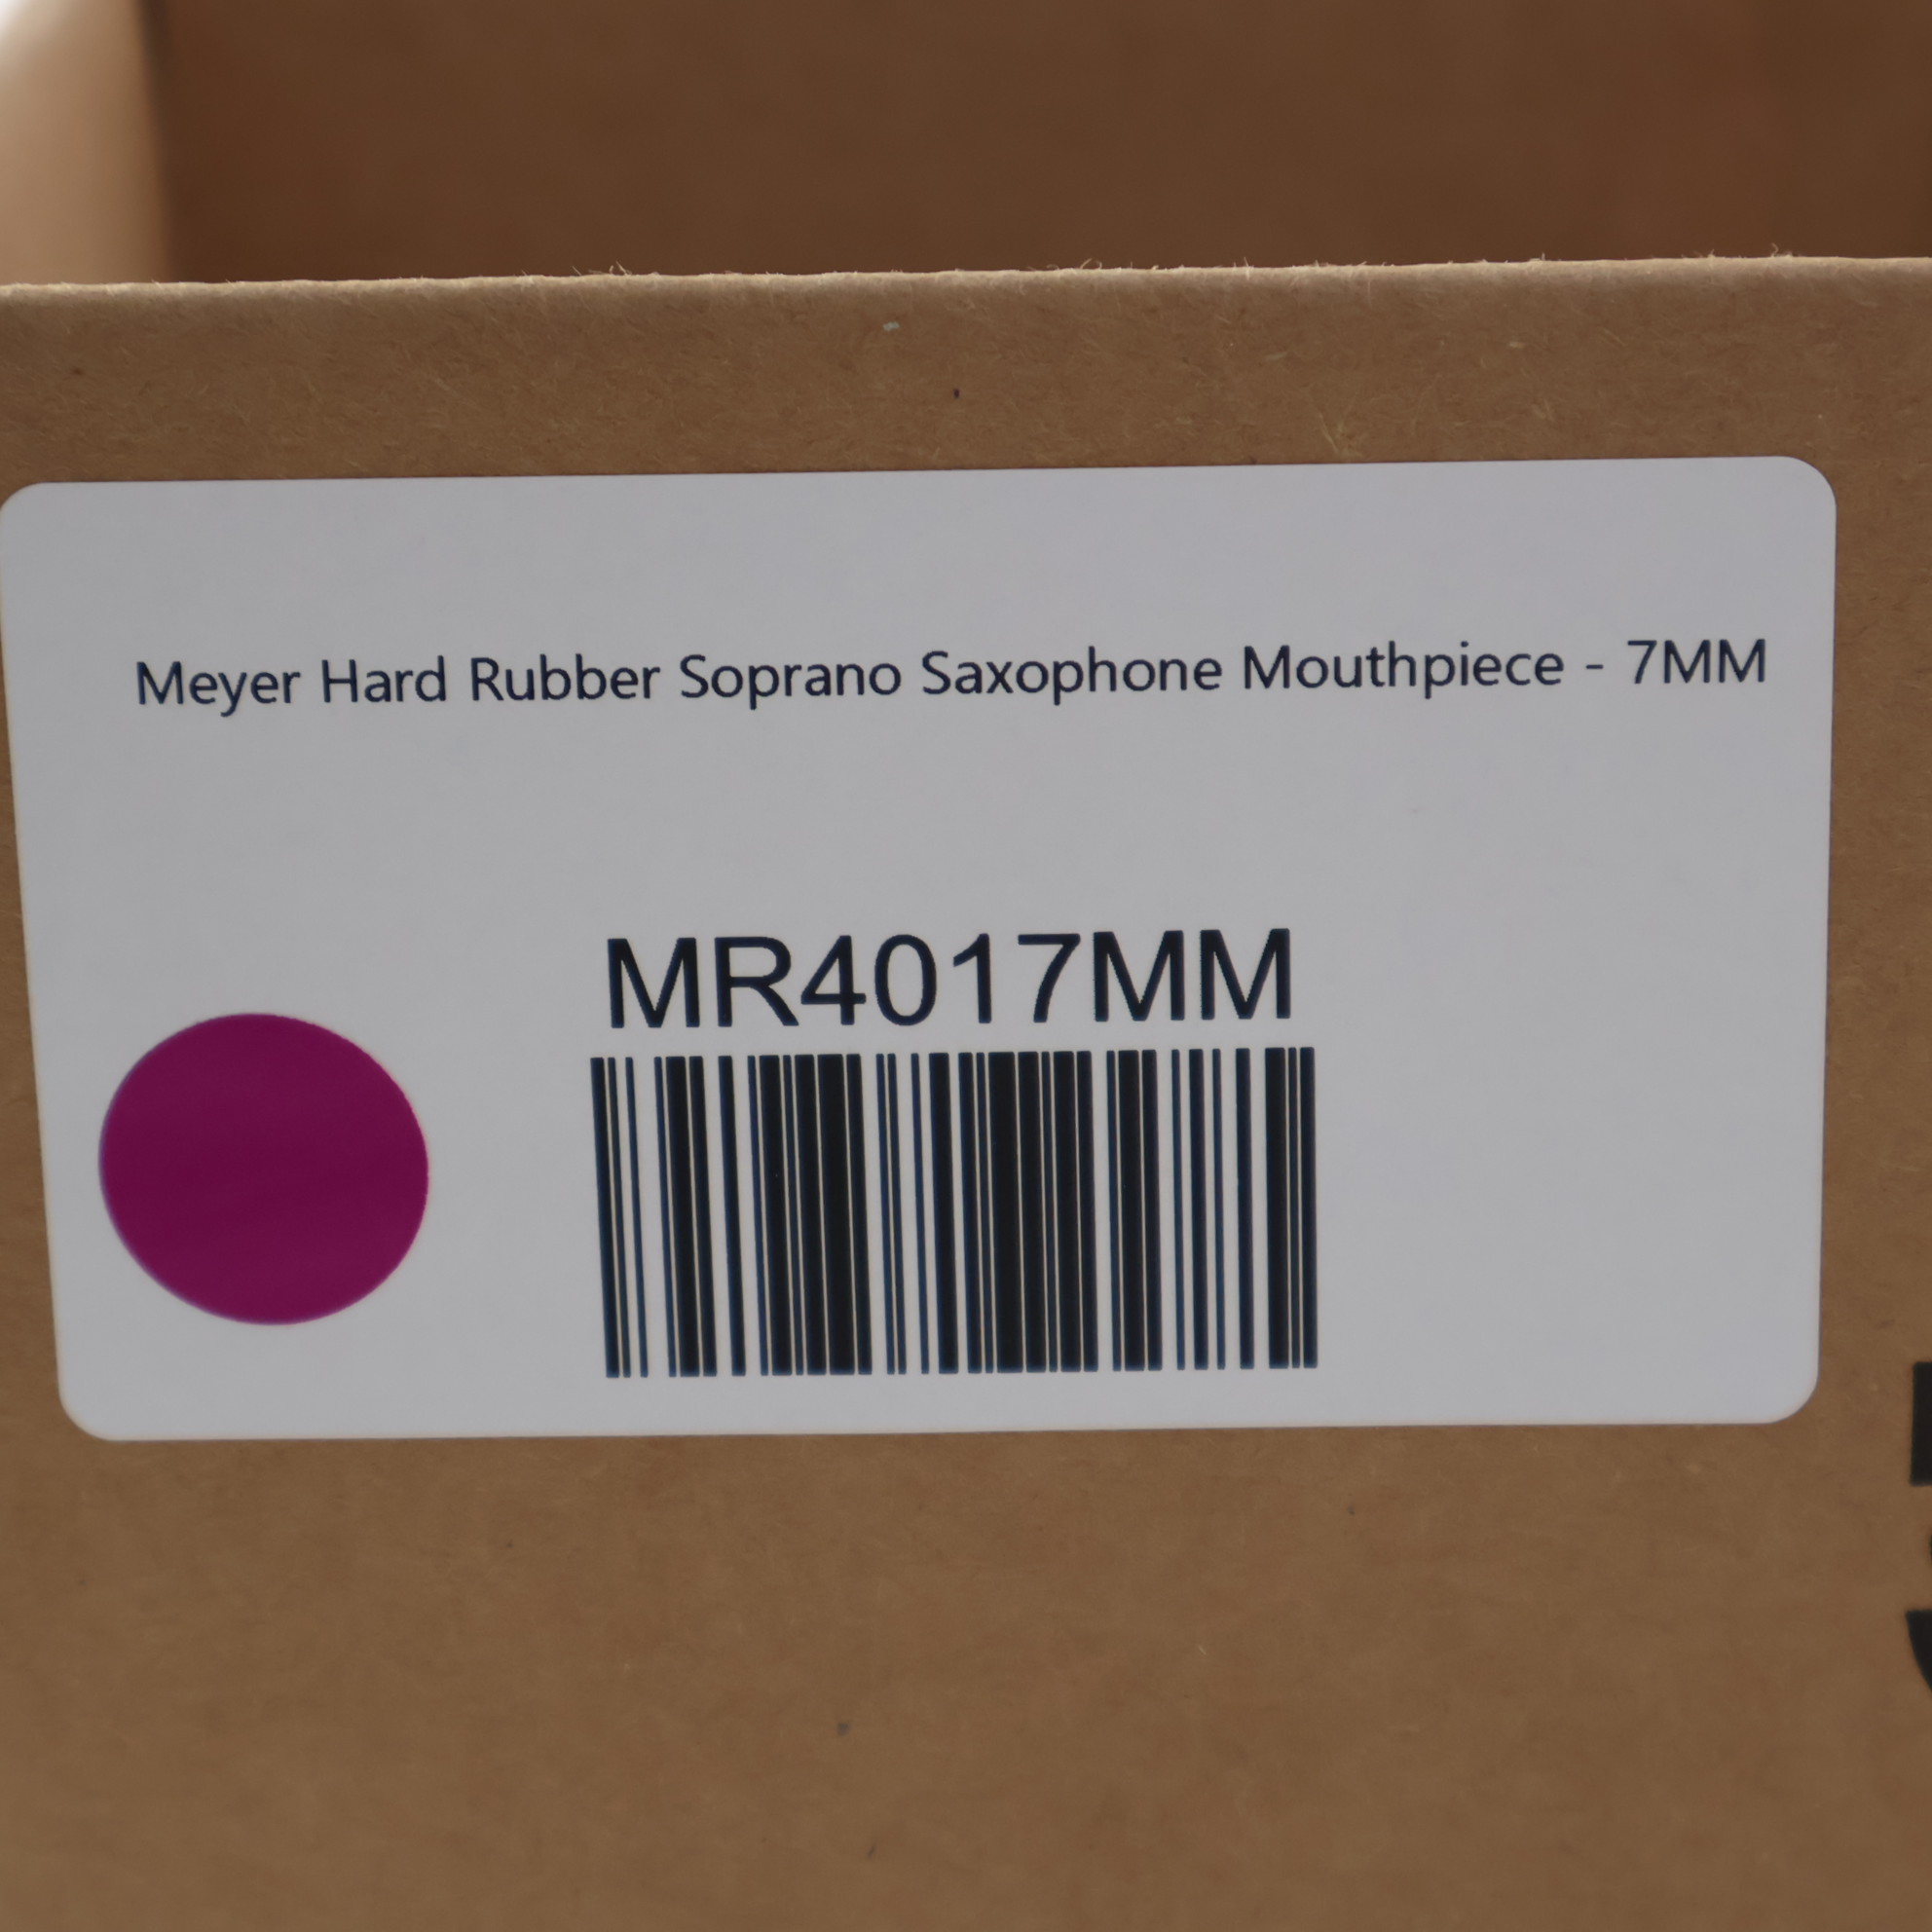 Meyer Hard Rubber Soprano Saxophone Mouthpiece - 7MM
MR4017MM